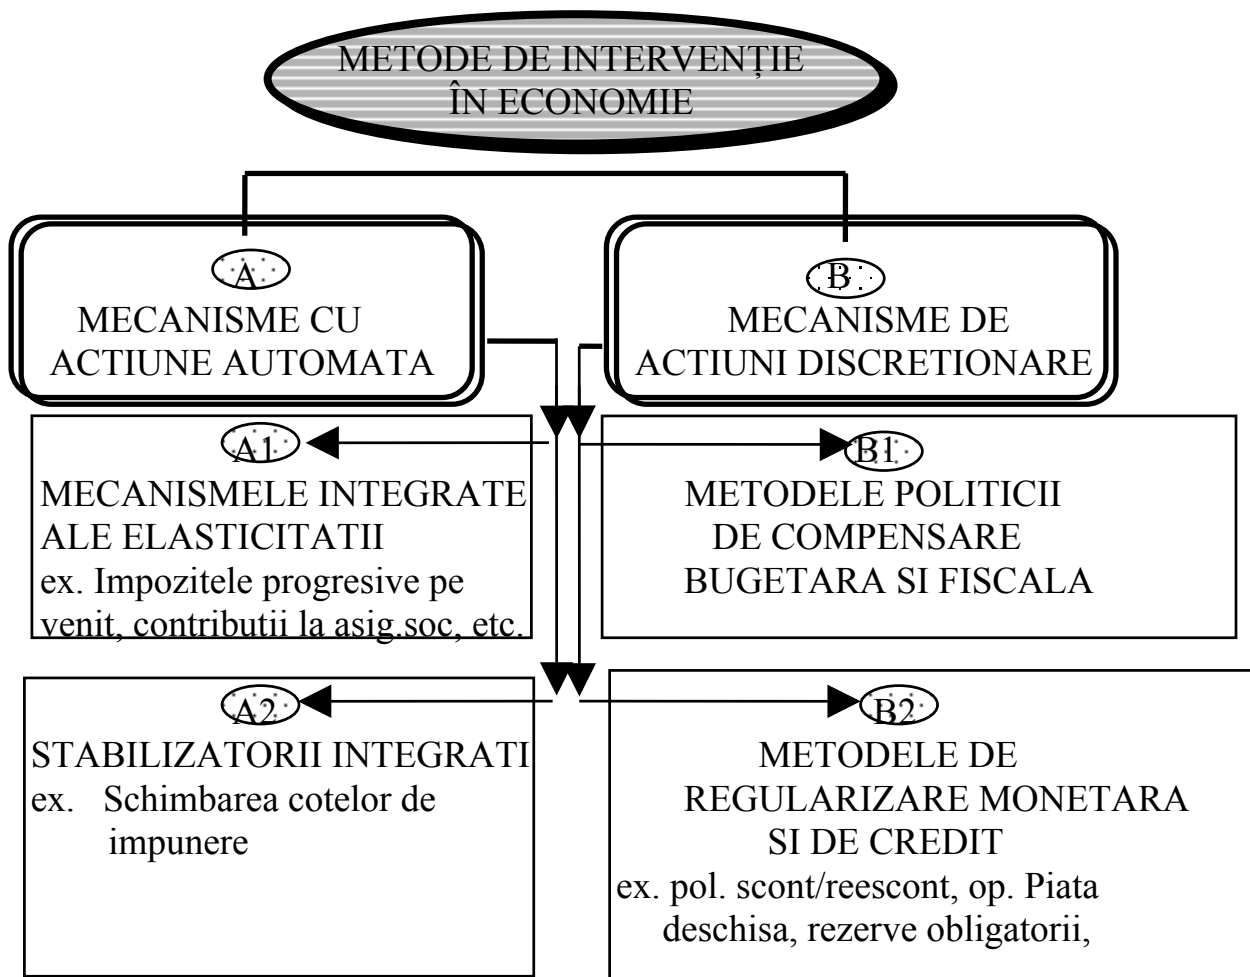 METODE DE INTERVENȚIE
ÎN ECONOMIE
A
MECANISME CU
ACTIUNE AUTOMATA
B
MECANISME DE
ACTIUNI DISCRETIONARE
A1
MECANISMELE INTEGRATE
ALE ELASTICITATII
ex. Impozitele progresive pe
venit, contributii la asig.soc, etc.
B1
METODELE POLITICII
DE COMPENSARE
BUGETARA SI FISCALA
A2
STABILIZATORII INTEGRATI
ex. Schimbarea cotelor de
impunere
B2
METODELE DE
REGULARIZARE MONETARA
SI DE CREDIT
ex. pol. scont/reescont, op. Piata
deschisa, rezerve obligatorii,